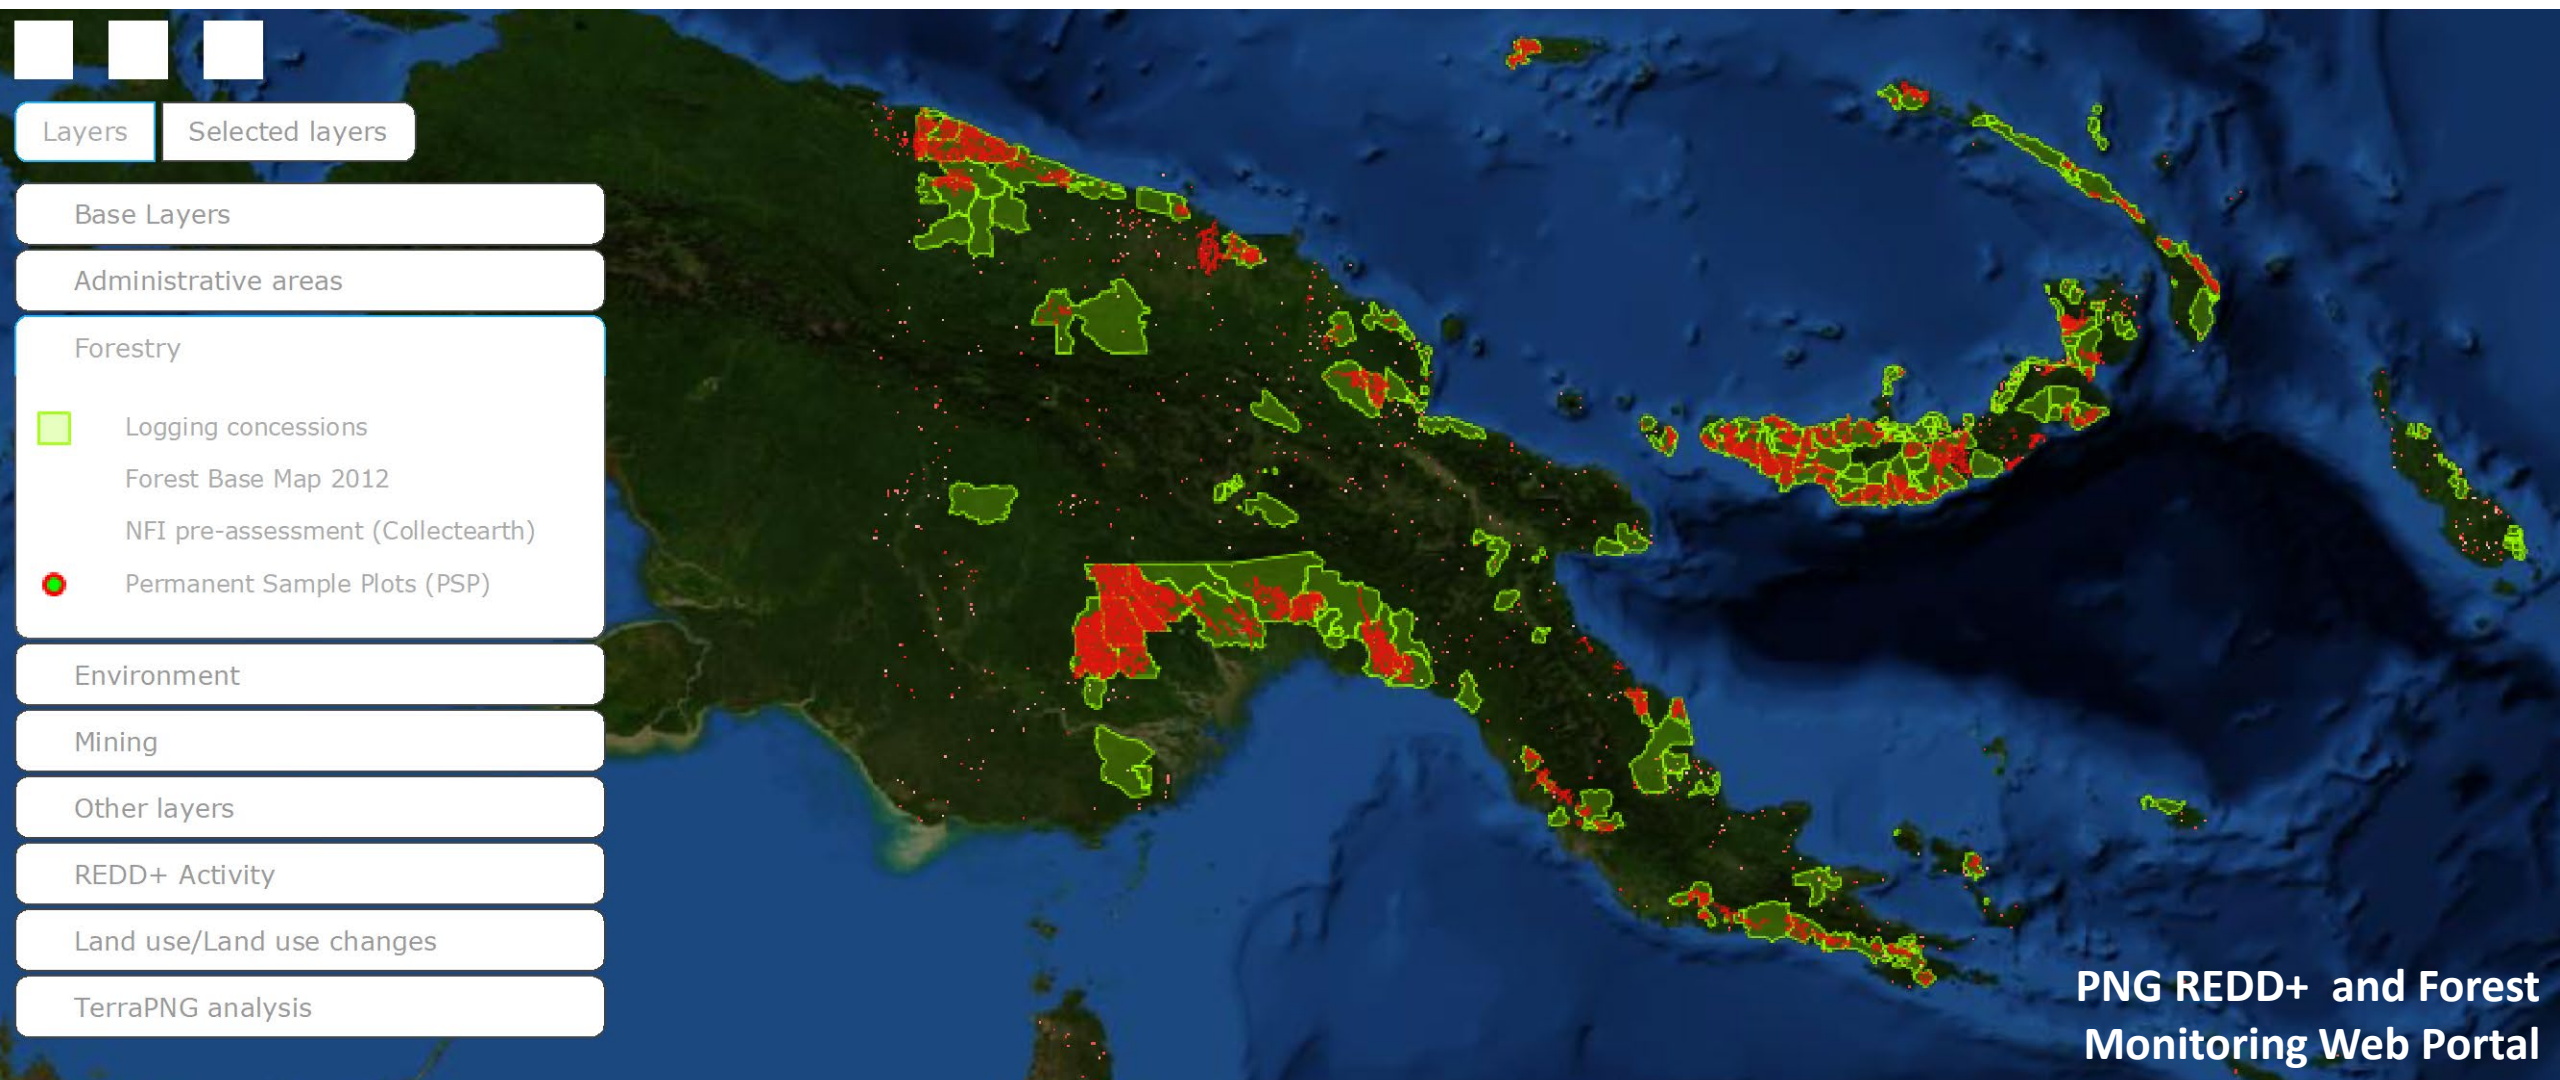 Layers
Selected layers
Base Layers
Administrative areas
Forestry
Logging concessions
Forest Base Map 2012
NFI pre-assessment (Collectearth)
Permanent Sample Plots (PSP)
Environment
Mining
Other layers
REDD+ Activity
Land use/Land use changes
TerraPNG analysis
PNG REDD+ and Forest
Monitoring Web Portal